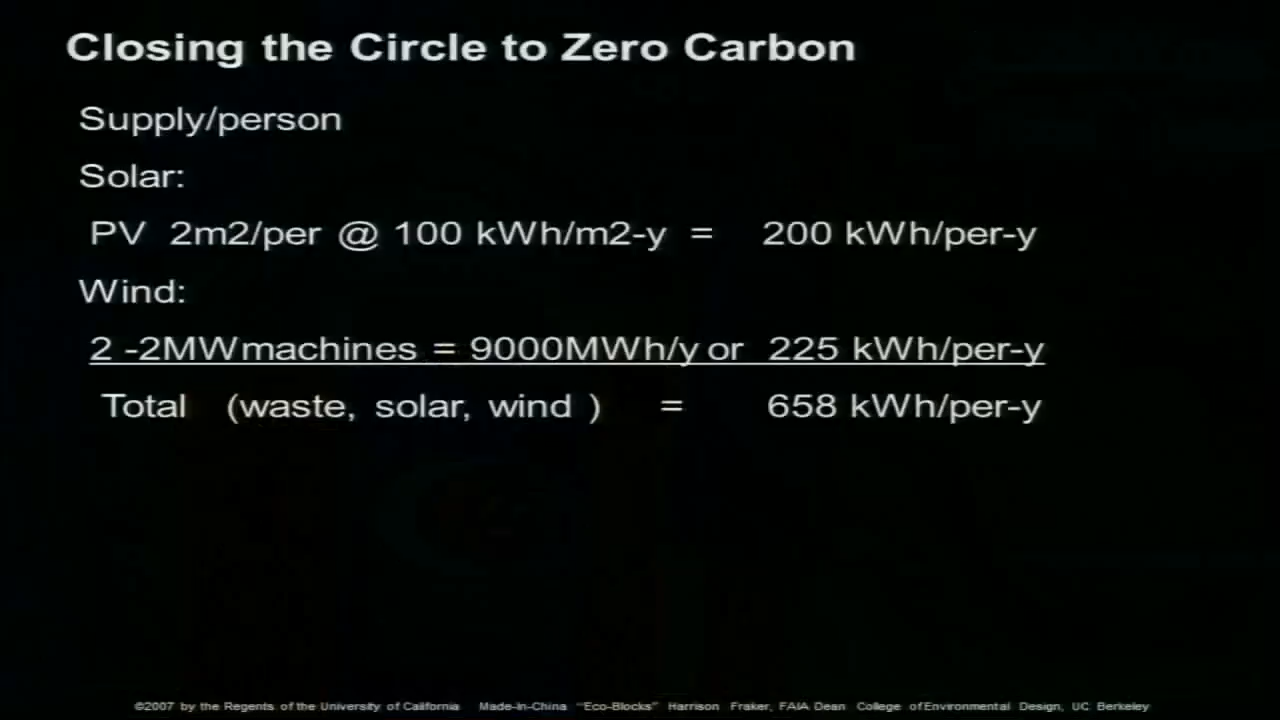 Closing the Circle to Zero Carbon
Supply/person
Solar:
PV 2m2/per @ 100 kWh/m2-y = 200 kWh/per-y
Wind:
2 -2MWmachines = 9000MWh/y or 225 kWh/per-y
Total (waste, solar, wind ) = 658 kWh/per-y
©2007 by the Regents of the University of California Made-In-China "Eco-Blocks" Harrison Fraker, FAIA Dean College of Environmental Design, UC Berkeley